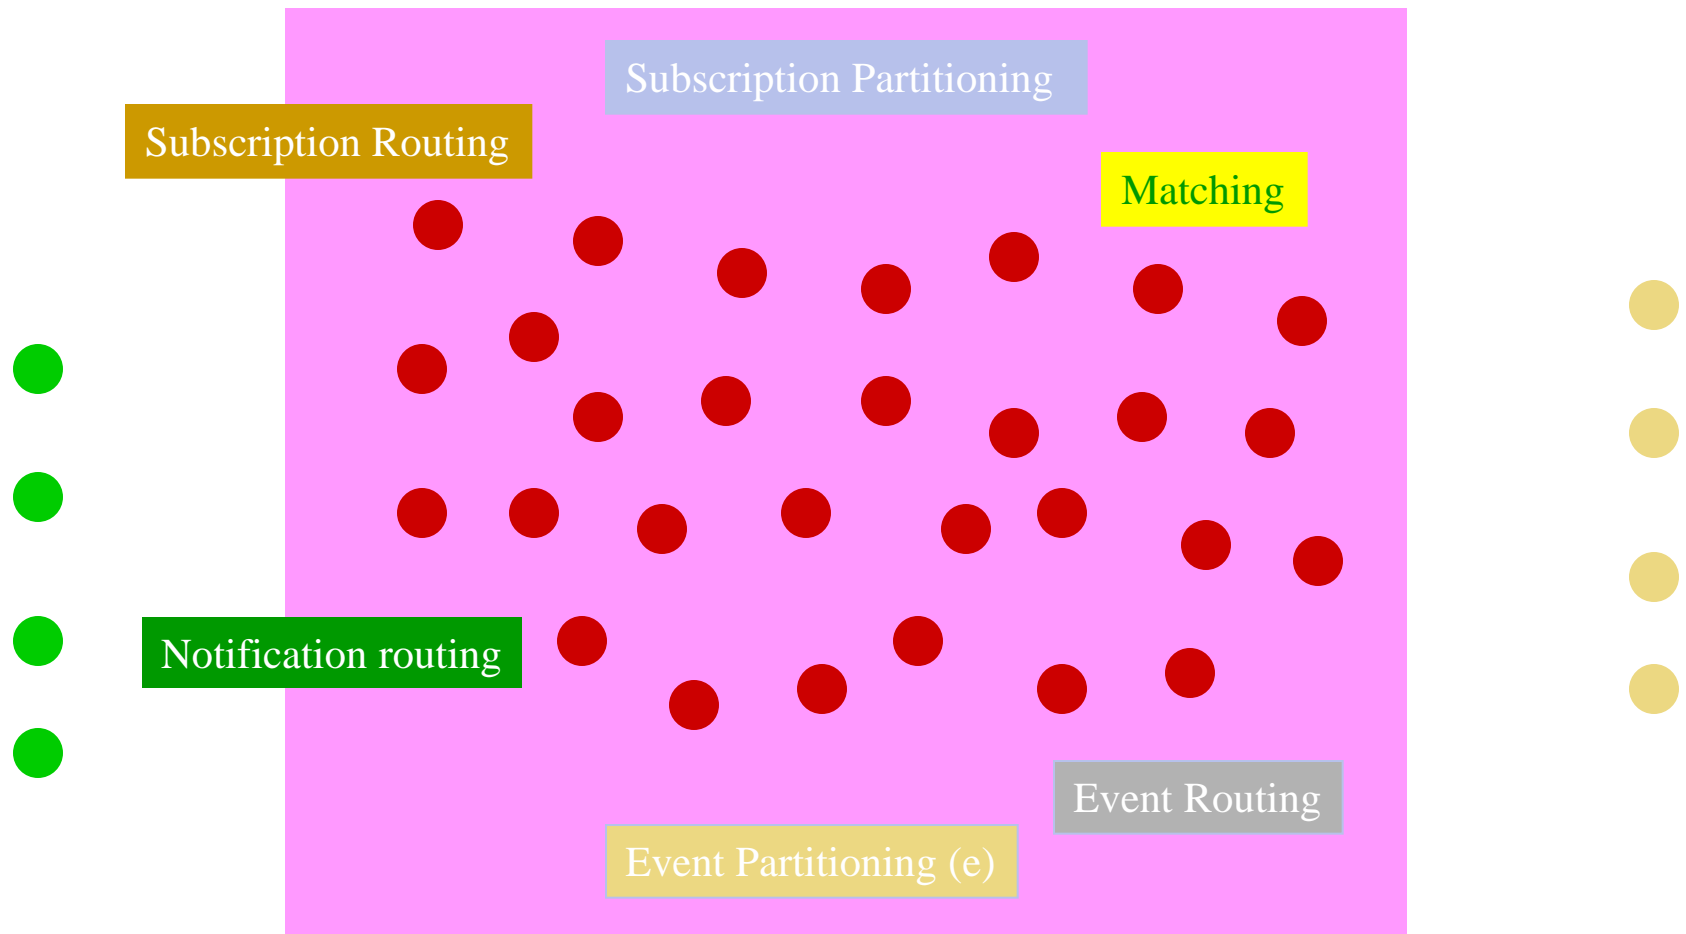 Subscription Partitioning
Subscription Routing
Matching
Notification routing
Event Routing
Event Partitioning (e)